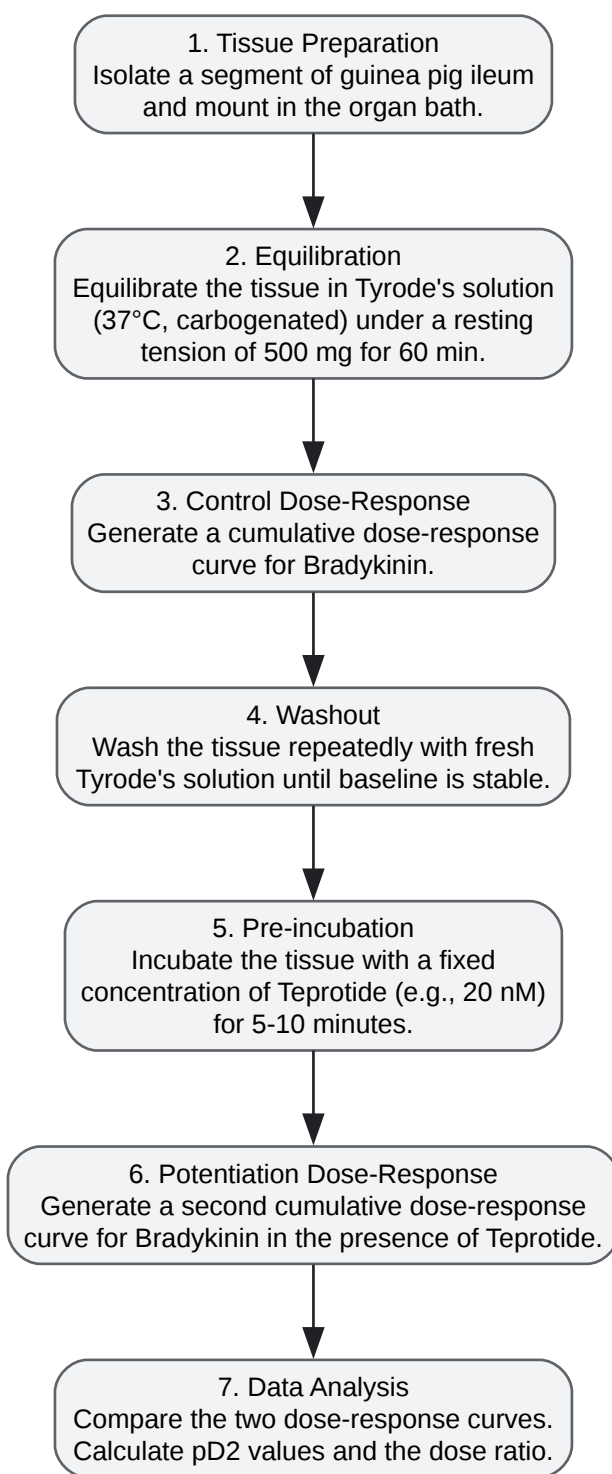 1. Tissue Preparation
Isolate a segment of guinea pig ileum
and mount in the organ bath.
2. Equilibration
Equilibrate the tissue in Tyrode's solution
(37°C, carbogenated) under a resting
tension of 500 mg for 60 min.
3. Control Dose-Response
Generate a cumulative dose-response
curve for Bradykinin.
4. Washout
Wash the tissue repeatedly with fresh
Tyrode's solution until baseline is stable.
5. Pre-incubation
Incubate the tissue with a fixed
concentration of Teprotide (e.g., 20 nM)
for 5-10 minutes.
6. Potentiation Dose-Response
Generate a second cumulative dose-response
curve for Bradykinin in the presence of Teprotide.
7. Data Analysis
Compare the two dose-response curves.
Calculate pD2 values and the dose ratio.